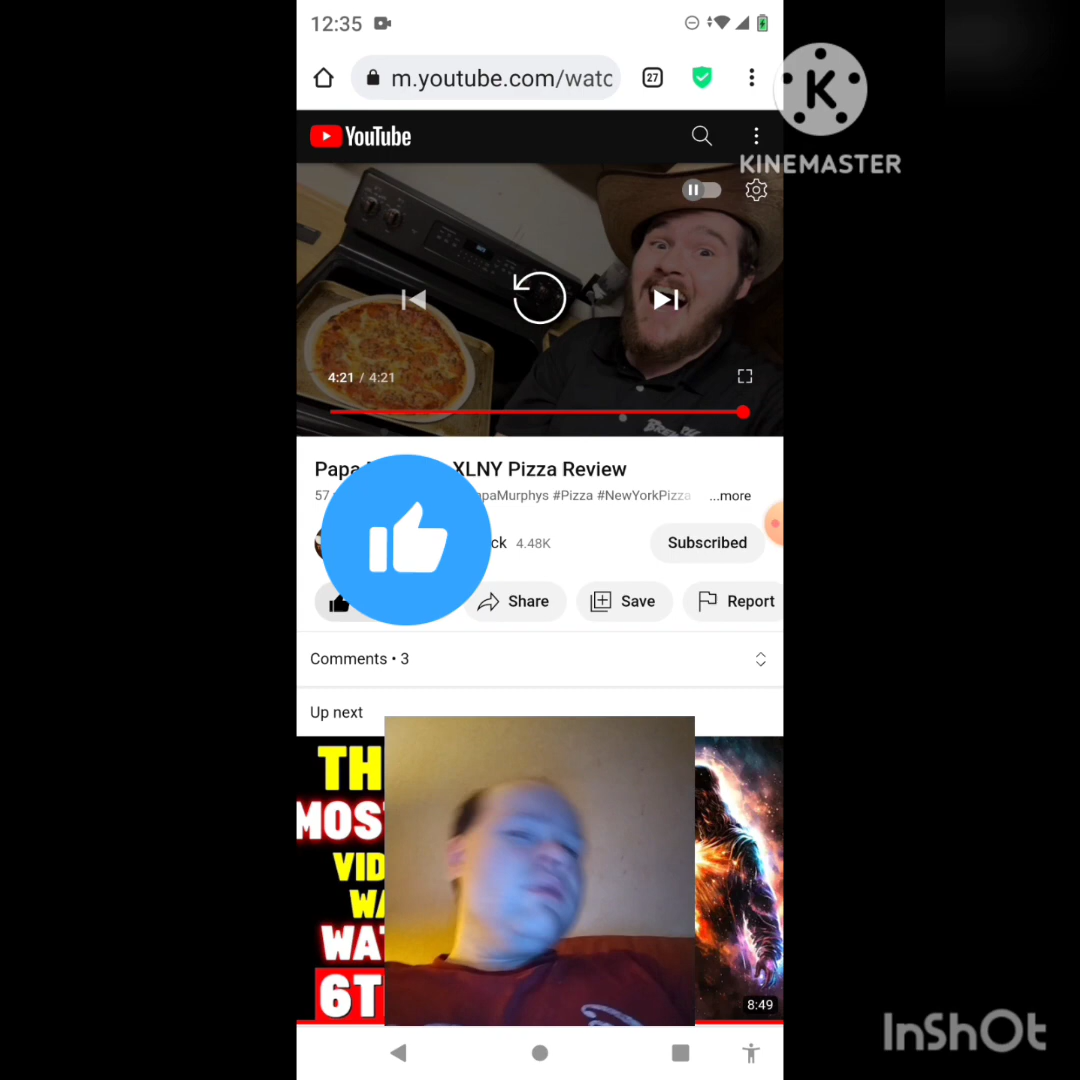 12:35
27
m.youtube.com/watc
K
KINEMASTER
YouTube
4:21 / 4:21
Papa XLNY Pizza Review
57 apaMurphys #Pizza #NewYorkPizza ...more
ck 4.48K
Subscribed
Share
Save
Report
Comments • 3
Up next
TH
MOS
VID
WA
WAT
6T
8:49
InShOt